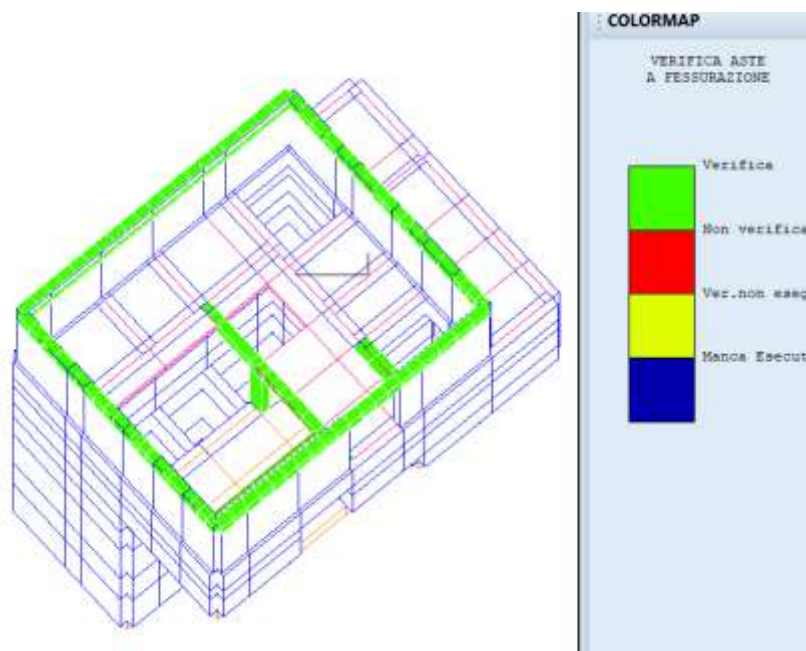 COLORMAP
VERIFICA ASTE
A FESSURAZIONE
Verifica
Non verifica
Ver.non eseg
Manca Esecut